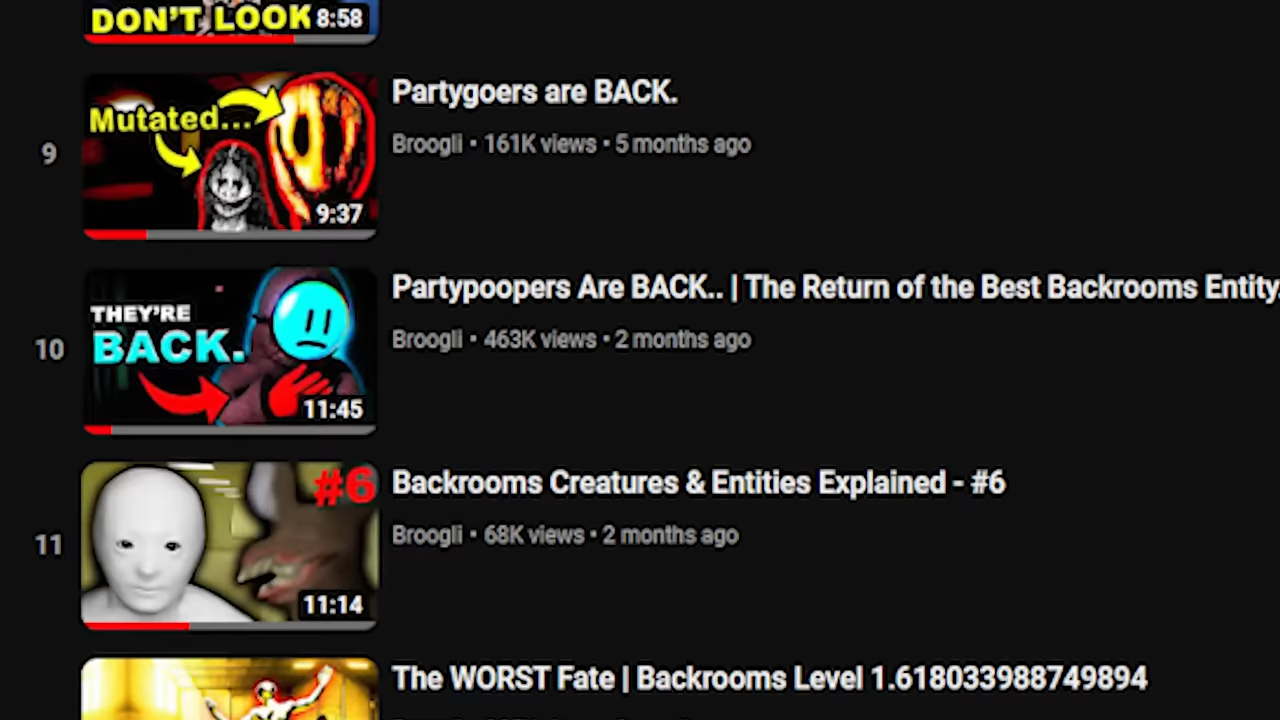 DON'T LOOK
8:58
9
Mutated...
9:37
Partygoers are BACK.
Broogli • 161K views • 5 months ago
10
THEY'RE
BACK.
11:45
Partypoopers Are BACK.. | The Return of the Best Backrooms Entity
Broogli • 463K views • 2 months ago
11
#6
11:14
Backrooms Creatures & Entities Explained - #6
Broogli • 68K views • 2 months ago
The WORST Fate | Backrooms Level 1.618033988749894